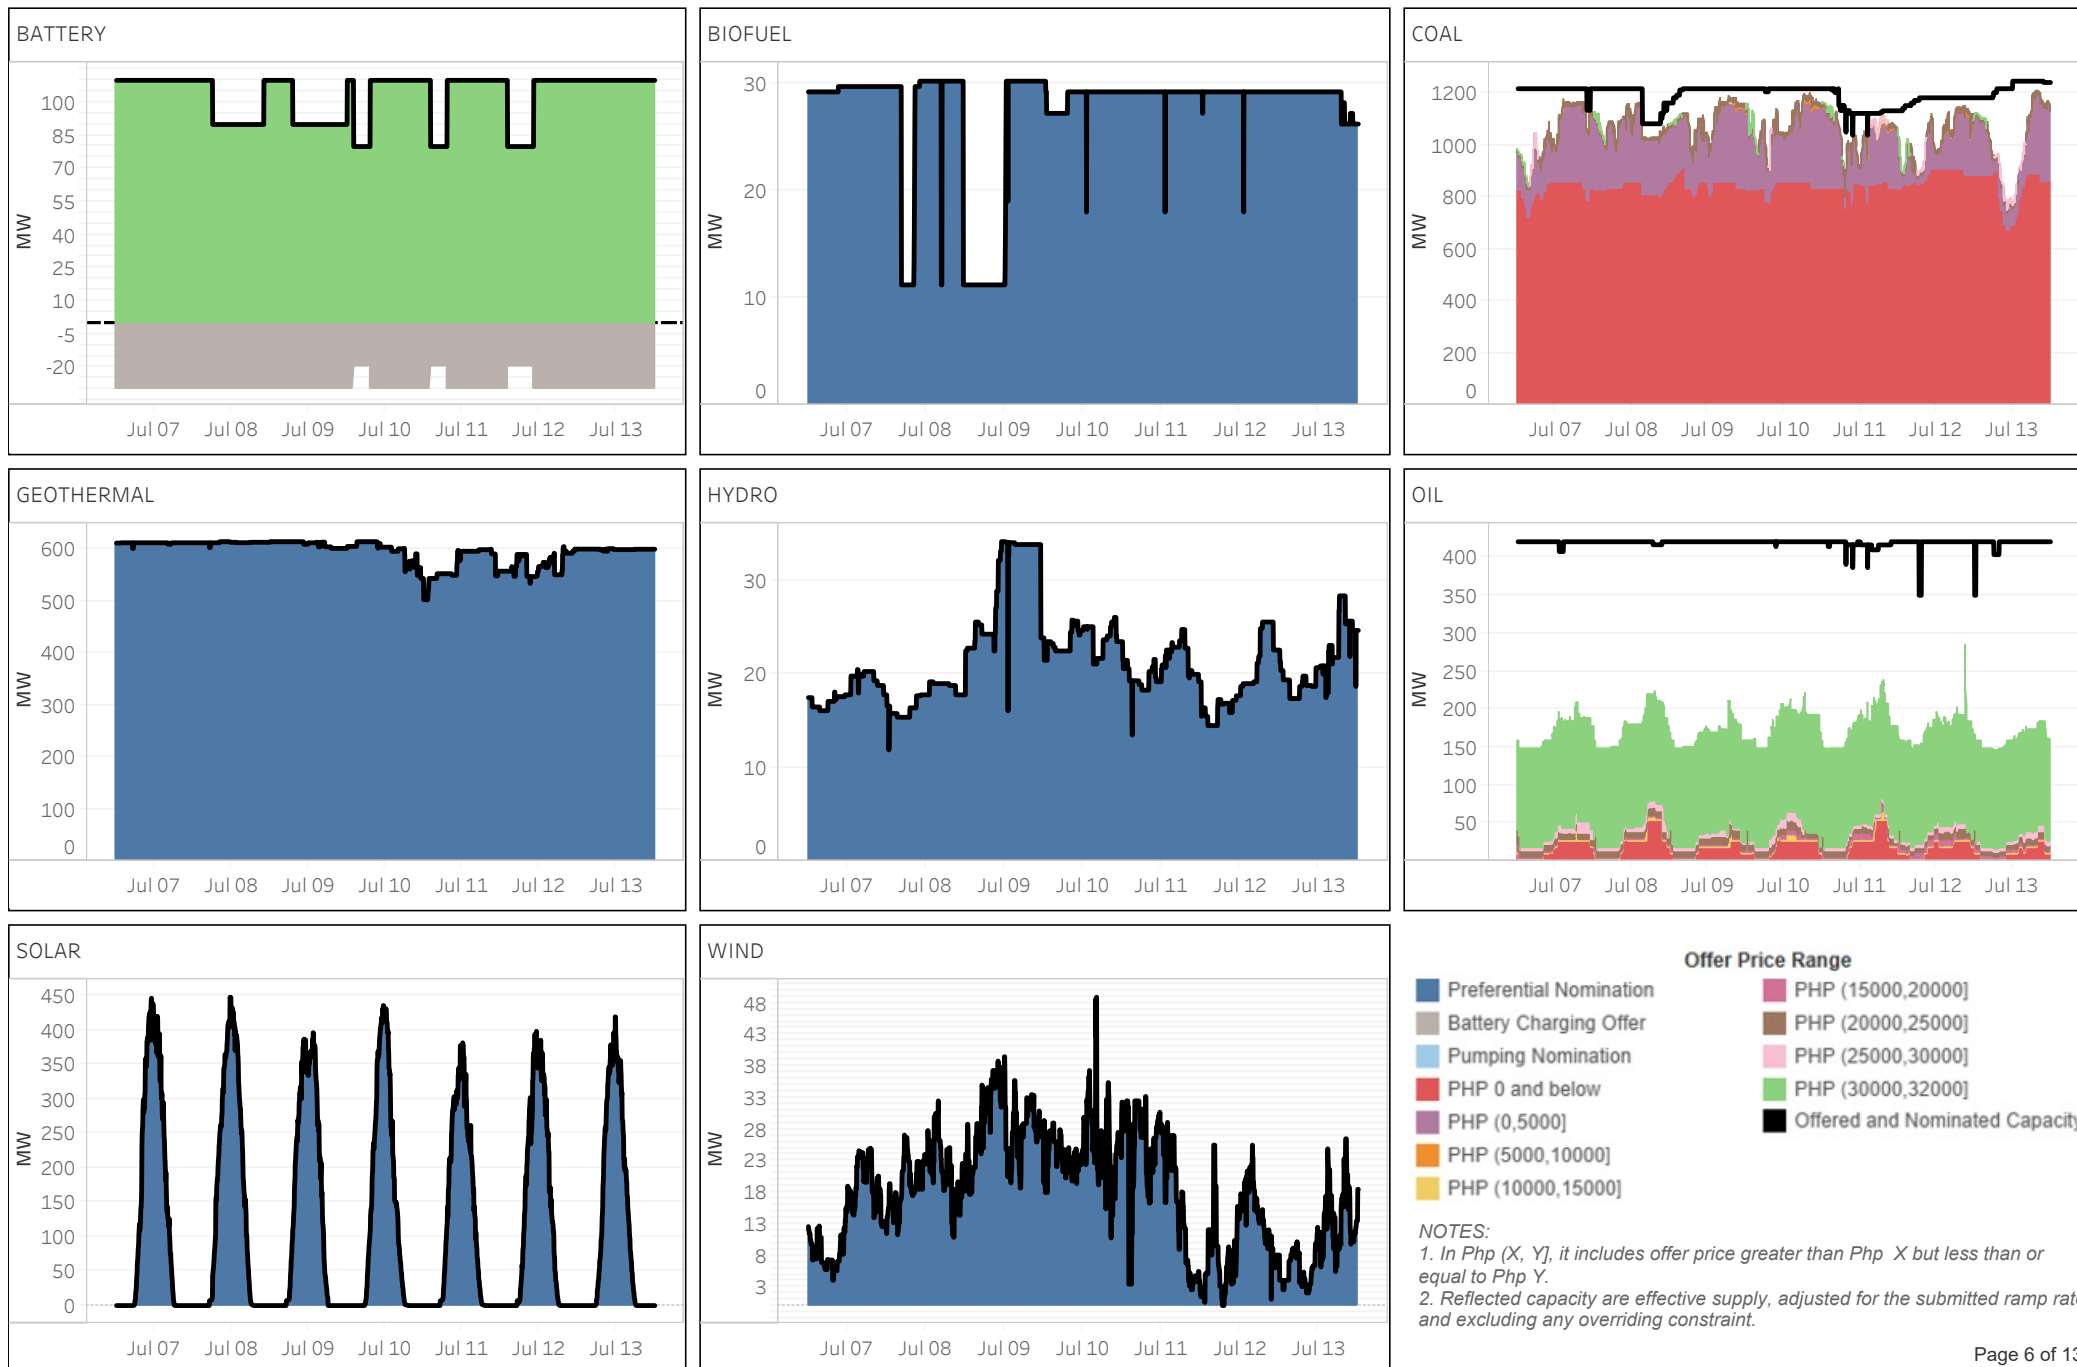 BATTERY
100
85
70
55
40
25
10
-5
-20
MW
Jul 07 Jul 08 Jul 09 Jul 10 Jul 11 Jul 12 Jul 13
BIOFUEL
30
20
10
0
MW
Jul 07 Jul 08 Jul 09 Jul 10 Jul 11 Jul 12 Jul 13
COAL
1200
1000
800
600
400
200
0
MW
Jul 07 Jul 08 Jul 09 Jul 10 Jul 11 Jul 12 Jul 13
GEOTHERMAL
600
500
400
300
200
100
0
MW
Jul 07 Jul 08 Jul 09 Jul 10 Jul 11 Jul 12 Jul 13
HYDRO
30
20
10
0
MW
Jul 07 Jul 08 Jul 09 Jul 10 Jul 11 Jul 12 Jul 13
OIL
400
350
300
250
200
150
100
50
MW
Jul 07 Jul 08 Jul 09 Jul 10 Jul 11 Jul 12 Jul 13
SOLAR
450
400
350
300
250
200
150
100
50
0
MW
Jul 07 Jul 08 Jul 09 Jul 10 Jul 11 Jul 12 Jul 13
WIND
48
43
38
33
28
23
18
13
8
3
MW
Jul 07 Jul 08 Jul 09 Jul 10 Jul 11 Jul 12 Jul 13
Offer Price Range
Preferential Nomination
Battery Charging Offer
Pumping Nomination
PHP 0 and below
PHP (0,5000]
PHP (5000,10000]
PHP (10000,15000]
PHP (15000,20000]
PHP (20000,25000]
PHP (25000,30000]
PHP (30000,32000]
Offered and Nominated Capacity
NOTES:
1. In Php (X, Y], it includes offer price greater than Php X but less than or
equal to Php Y.
2. Reflected capacity are effective supply, adjusted for the submitted ramp rate
and excluding any overriding constraint.
Page 6 of 13